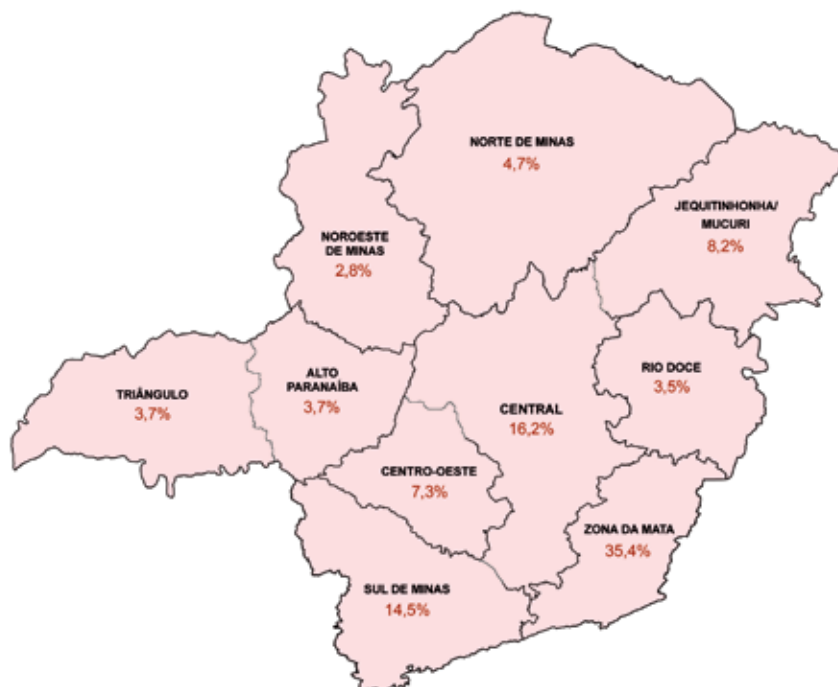 NORTE DE MINAS
4,7%
JEQUITINHONHA/
MUCURI
8,2%
NOROESTE
DE MINAS
2,8%
RIO DOCE
3,5%
ALTO
PARANAÍBA
3,7%
TRIÂNGULO
3,7%
CENTRAL
16,2%
CENTRO-OESTE
7,3%
ZONA DA MATA
35,4%
SUL DE MINAS
14,5%